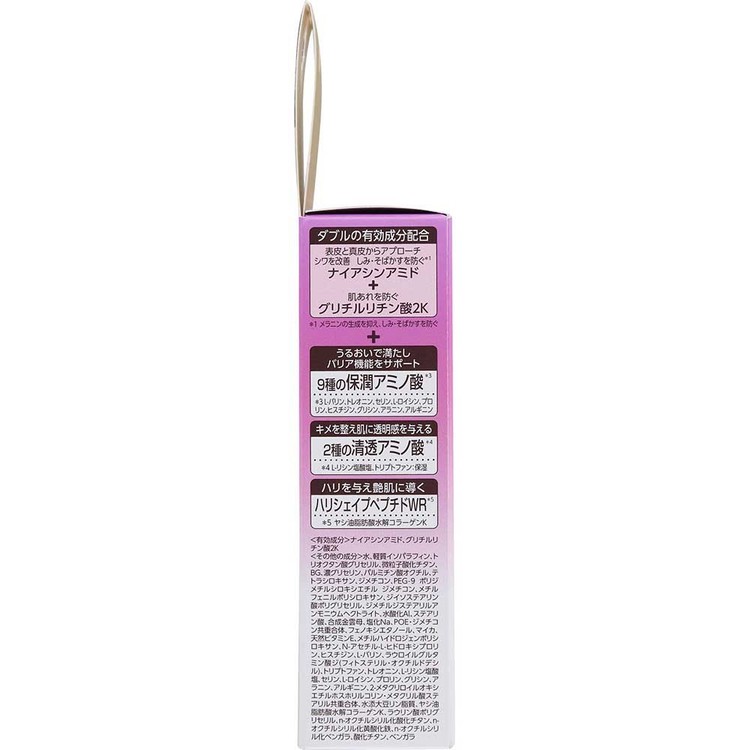 ダブルの有効成分配合
表皮と真皮からアプローチ
シワを改善 しみ・そばかすを防ぐ*1
ナイアシンアミド
+
肌あれを防ぐ
グリチルリチン酸2K
*1 メラニンの生成を抑え、しみ・そばかすを防ぐ
+
うるおいで満たし
バリア機能をサポート
9種の保潤アミノ酸*3
*3 L-バリン、トレオニン、セリン、L-ロイシン、プロ
リン、ヒスチジン、グリシン、アラニン、アルギニン
キメを整え肌に透明感を与える
2種の清透アミノ酸*4
*4 L-リシン塩酸塩、トリプトファン：保湿
ハリを与え艶肌に導く
ハリシェイプペプチドWR*5
*5 ヤシ油脂肪酸水解コラーゲンK
<有効成分>ナイアシンアミド、グリチルリ
チン酸2K
<その他の成分>水、軽質イソパラフィン、ト
リオクタン酸グリセリル、微粒子酸化チタン、
BG、濃グリセリン、パルミチン酸オクチル、テ
トラシロキサン、ジメチコン、PEG-9 ポリジ
メチルシロキシエチル ジメチコン、メチル
フェニルポリシロキサン、ジイソステアリン
酸ポリグリセリル、ジメチルジステアリルア
ンモニウムヘクトライト、水酸化Al、ステアリ
ン酸、合成金雲母、塩化Na、POE・ジメチコ
ン共重合体、フェノキシエタノール、マイカ、
天然ビタミンE、メチルハイドロジェンポリシ
ロキサン、N-アセチル-L-ヒドロキシプロリ
ン、ヒスチジン、L-バリン、ラウロイルグルタ
ミン酸ジ(フィトステリル・オクチルドデシ
ル)、トリプトファン、トレオニン、L-リシン塩酸
塩、セリン、L-ロイシン、プロリン、グリシン、ア
ラニン、アルギニン、2-メタクリロイルオキシ
エチルホスホリルコリン・メタクリル酸ステ
アリル共重合体、水添大豆リン脂質、ヤシ油
脂肪酸水解コラーゲンK、ラウリン酸ポリグ
リセリル、n-オクチルシリル化酸化チタン、n-
オクチルシリル化黄酸化鉄、n-オクチルシリ
ル化ベンガラ、酸化チタン、ベンガラ